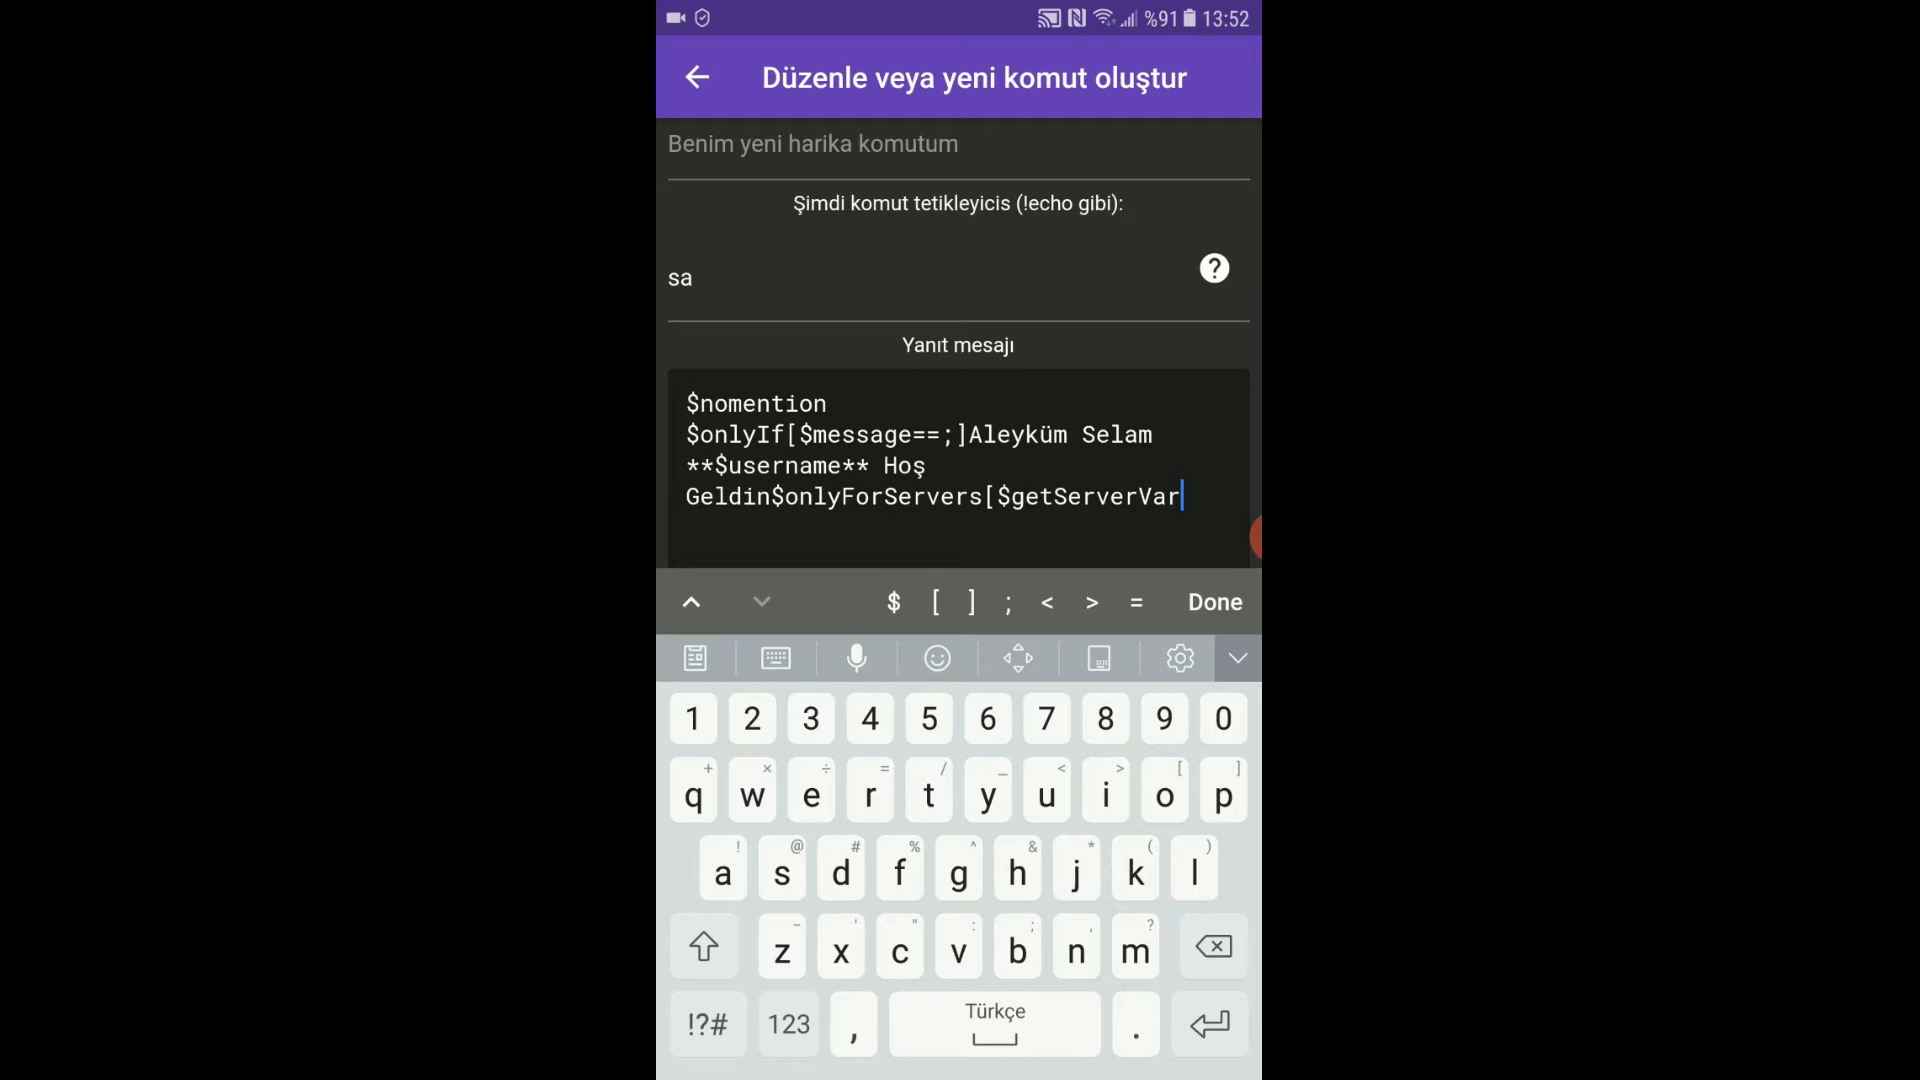 %91 13:52
Düzenle veya yeni komut oluştur
Benim yeni harika komutum
Şimdi komut tetikleyicis (!echo gibi):
sa
?
Yanıt mesajı
$nomention
$onlyIf[$message==;]Aleyküm Selam
**$username** Hoş
Geldin$onlyForServers[$getServerVar
$ [ ] ; < > = Done
1 2 3 4 5 6 7 8 9 0
+ × ÷ = / _ < > [ ]
q w e r t y u i o p
! @ # % ^ & * ( )
a s d f g h j k l
- ' " : ; , ?
z x c v b n m
!?# 123 , Türkçe .